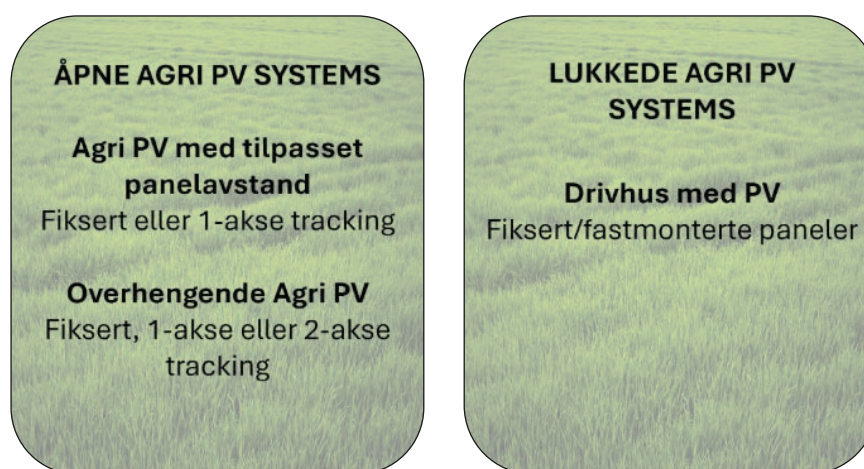 ÅPNE AGRI PV SYSTEMS
Agri PV med tilpasset
panelavstand
Fiksert eller 1-akse tracking
Overhengende Agri PV
Fiksert, 1-akse eller 2-akse
tracking
LUKKEDE AGRI PV
SYSTEMS
Drivhus med PV
Fiksert/fastmonterte paneler